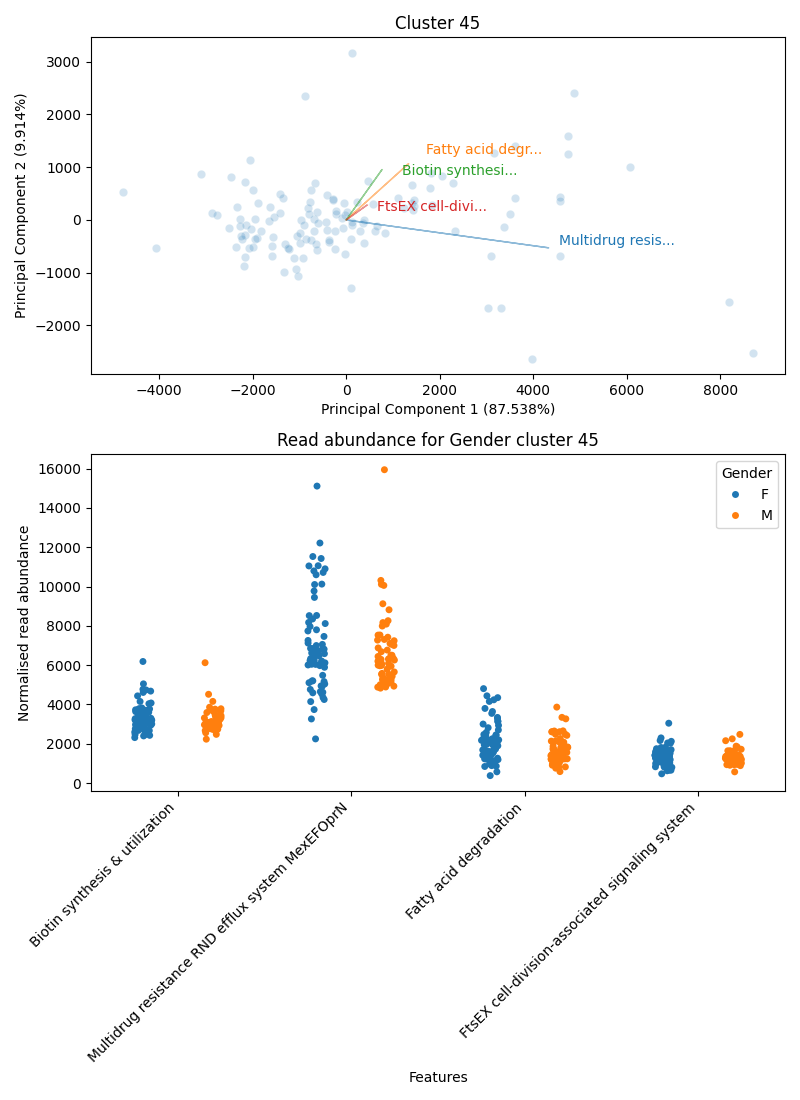 Cluster 45
Principal Component 2 (9.914%)
3000
2000
1000
0
−1000
−2000
Fatty acid degr...
Biotin synthesi...
FtsEX cell-divi...
Multidrug resis...
−4000 −2000 0 2000 4000 6000 8000
Principal Component 1 (87.538%)
Read abundance for Gender cluster 45
Normalised read abundance
16000
14000
12000
10000
8000
6000
4000
2000
0
Gender
F
M
Biotin synthesis & utilization
Multidrug resistance RND efflux system MexEFOprN
Fatty acid degradation
FtsEX cell-division-associated signaling system
Features